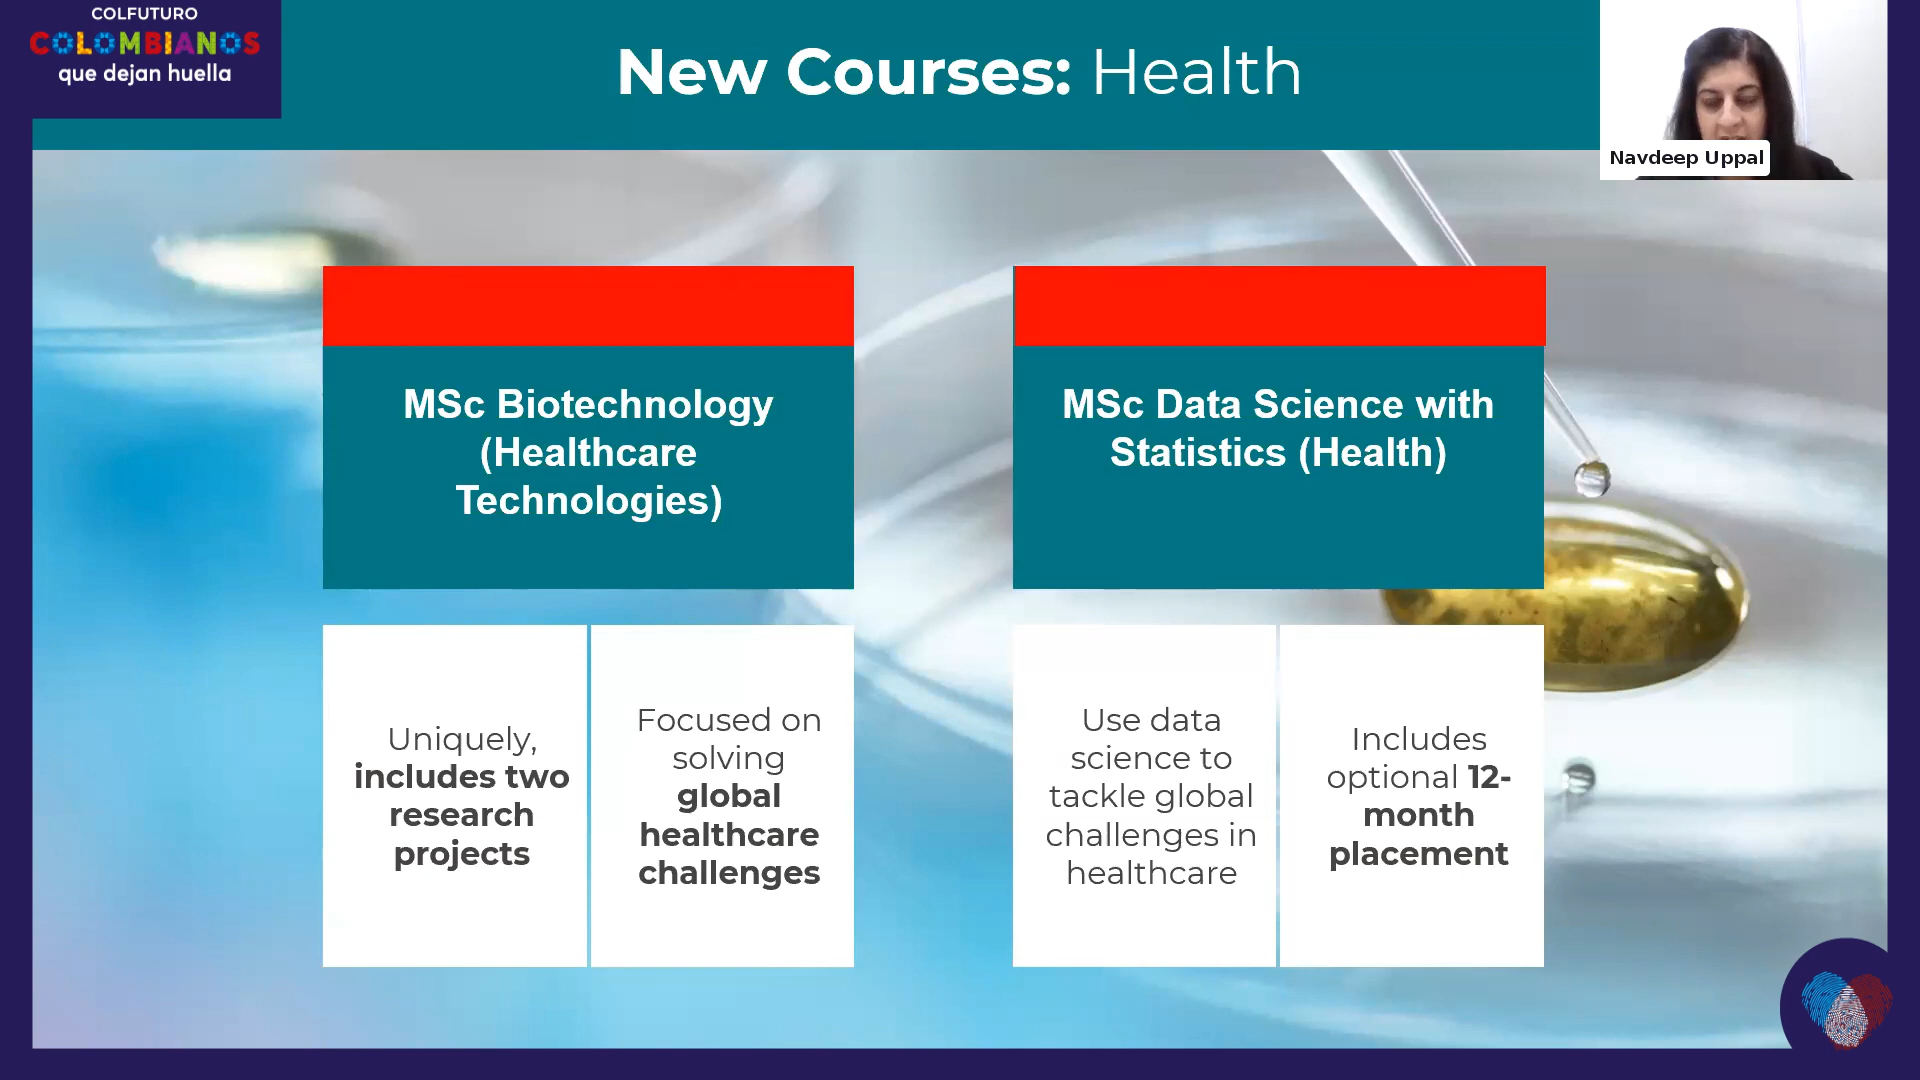 COLFUTURO
COLOMBIANOS
que dejan huella
New Courses: Health
Navdeep Uppal
MSc Biotechnology
(Healthcare
Technologies)
MSc Data Science with
Statistics (Health)
Uniquely,
includes two
research
projects
Focused on
solving
global
healthcare
challenges
Use data
science to
tackle global
challenges in
healthcare
Includes
optional 12-
month
placement